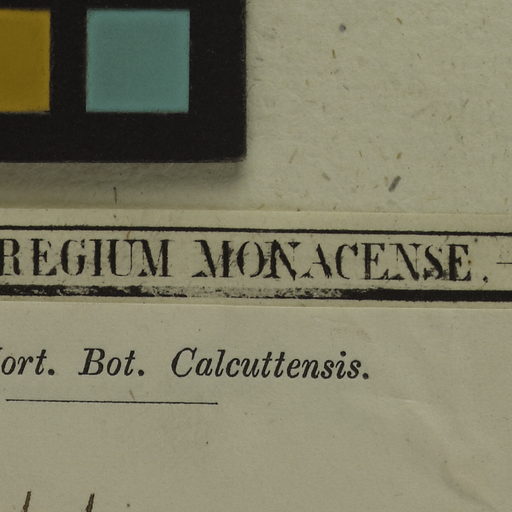 REGIUM MONACENSE.
ort. Bot. Calcuttensis.